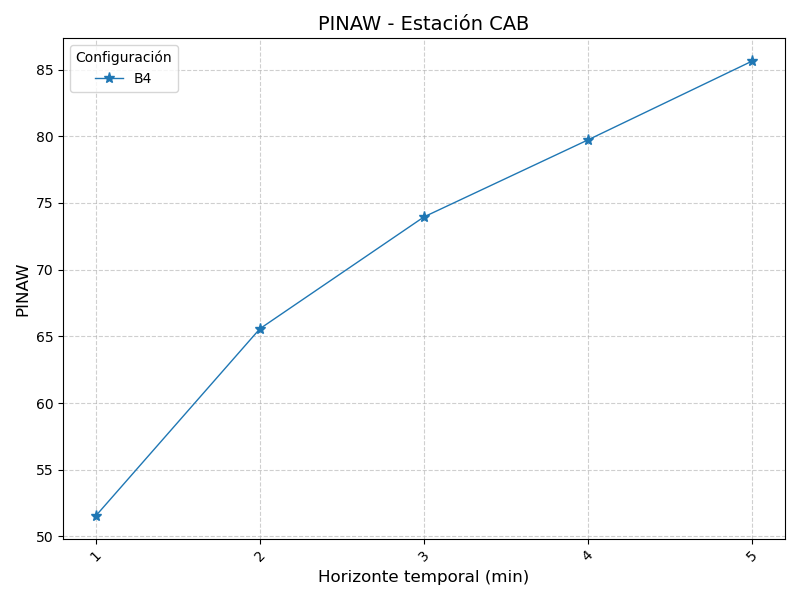 PINAW - Estación CAB
Configuración
B4
85
80
75
70
65
60
55
50
PINAW
1
2
3
4
5
Horizonte temporal (min)